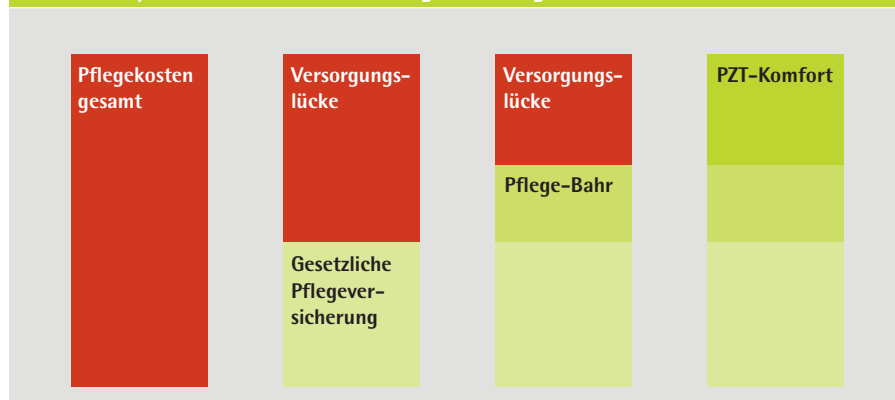 Pflegekosten
gesamt
Versorgungs-
lücke
Gesetzliche
Pflegever-
sicherung
Versorgungs-
lücke
Pflege-Bahr
PZT-Komfort